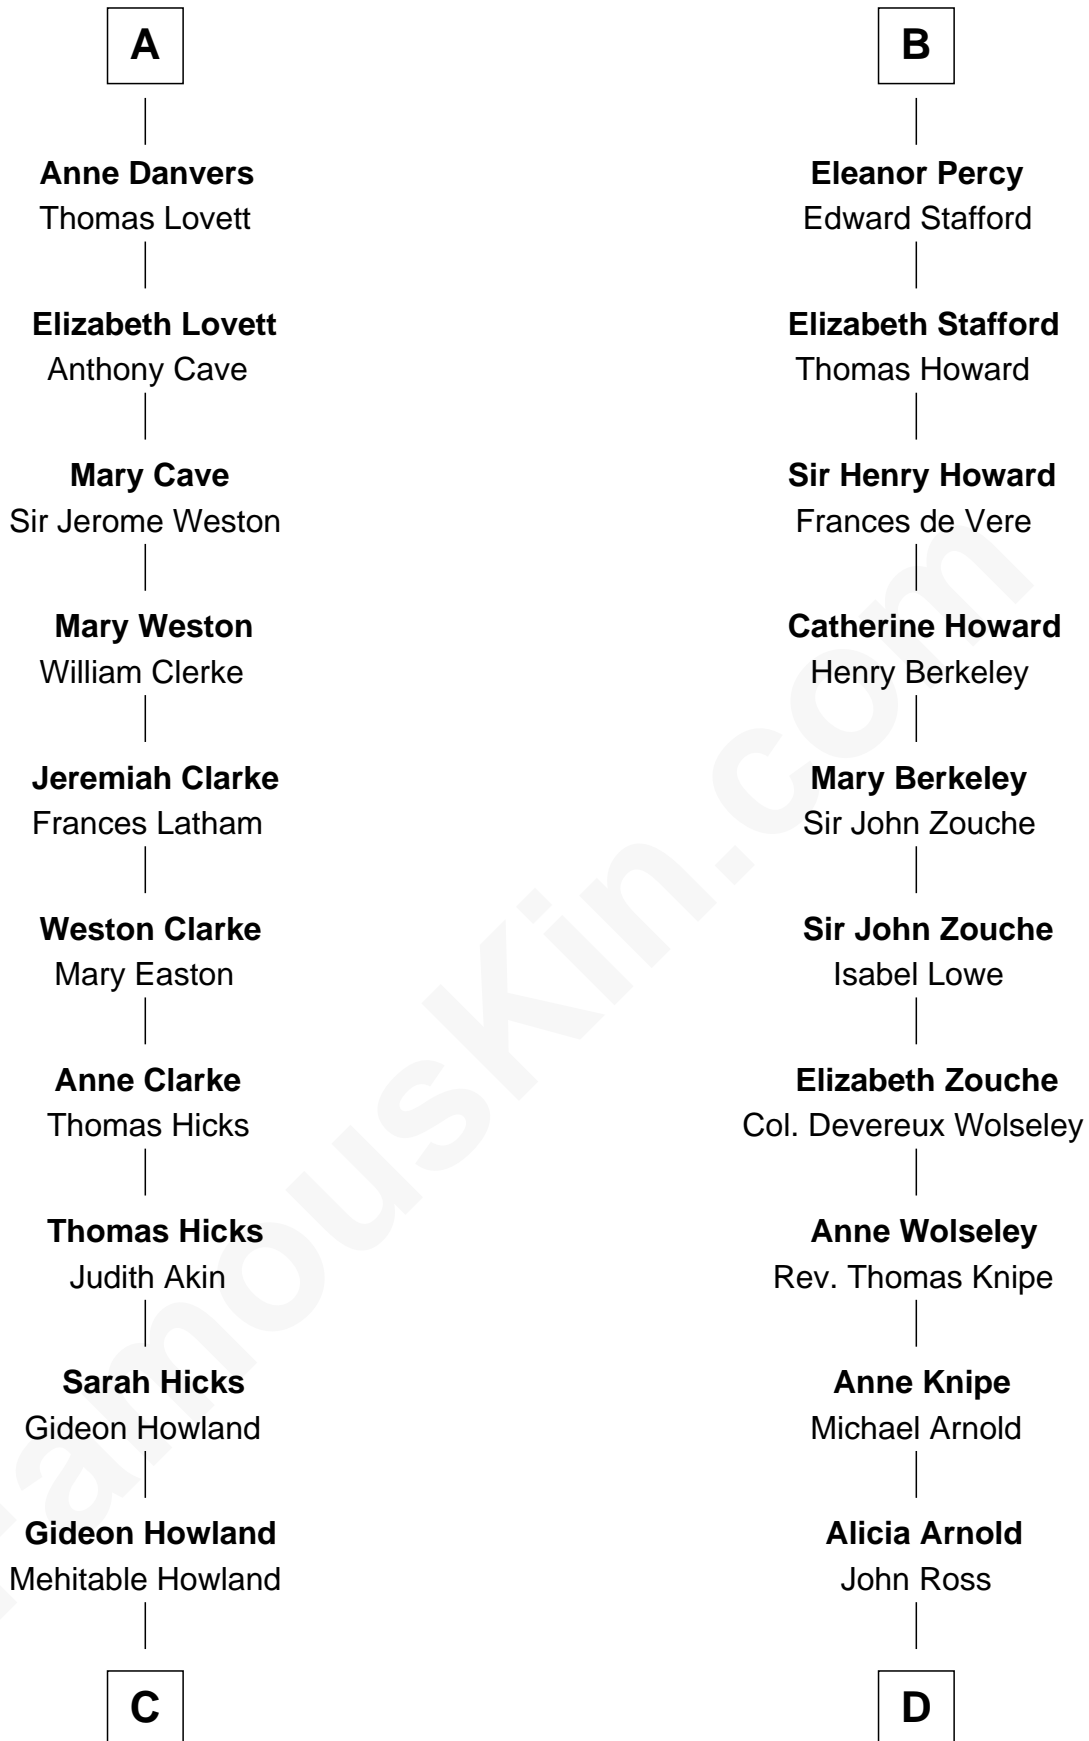 A
Anne Danvers
Thomas Lovett
Elizabeth Lovett
Anthony Cave
Mary Cave
Sir Jerome Weston
Mary Weston
William Clerke
Jeremiah Clarke
Frances Latham
Weston Clarke
Mary Easton
Anne Clarke
Thomas Hicks
Thomas Hicks
Judith Akin
Sarah Hicks
Gideon Howland
Gideon Howland
Mehitable Howland
C
B
Eleanor Percy
Edward Stafford
Elizabeth Stafford
Thomas Howard
Sir Henry Howard
Frances de Vere
Catherine Howard
Henry Berkeley
Mary Berkeley
Sir John Zouche
Sir John Zouche
Isabel Lowe
Elizabeth Zouche
Col. Devereux Wolseley
Anne Wolseley
Rev. Thomas Knipe
Anne Knipe
Michael Arnold
Alicia Arnold
John Ross
D
FamousKin.com